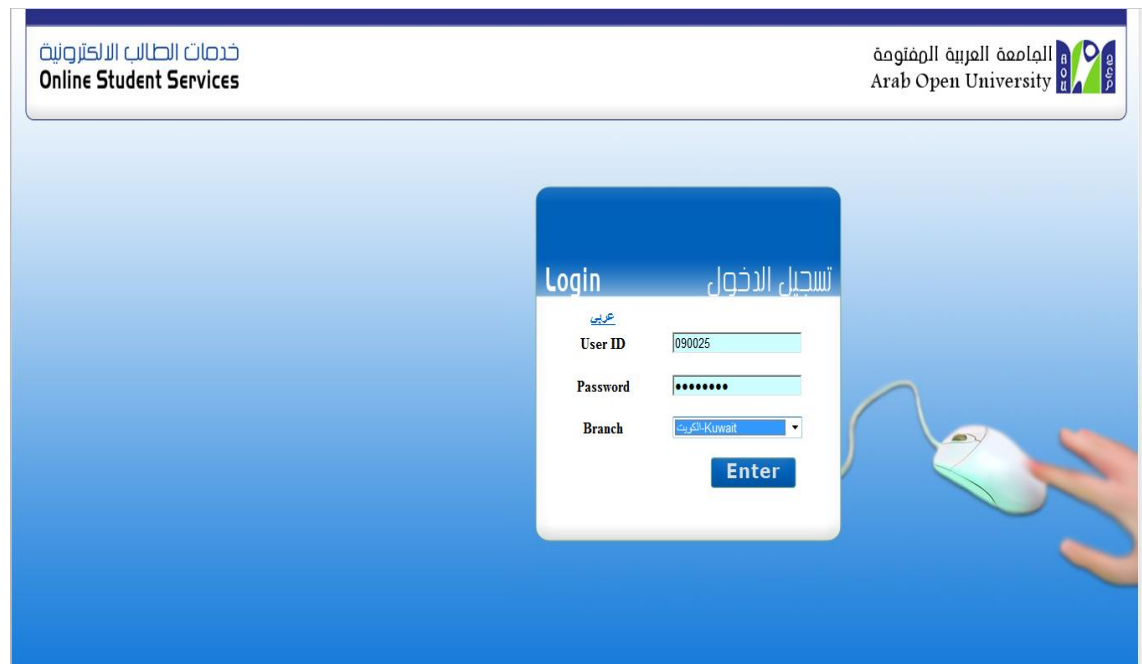 خدمات الطالب الالكترونية
Online Student Services
الجامعة العربية المفتوحة
Arab Open University
AOU
Login تسجيل الدخول
عربي
User ID 090025
Password ••••••••
Branch الكويت-Kuwait
Enter